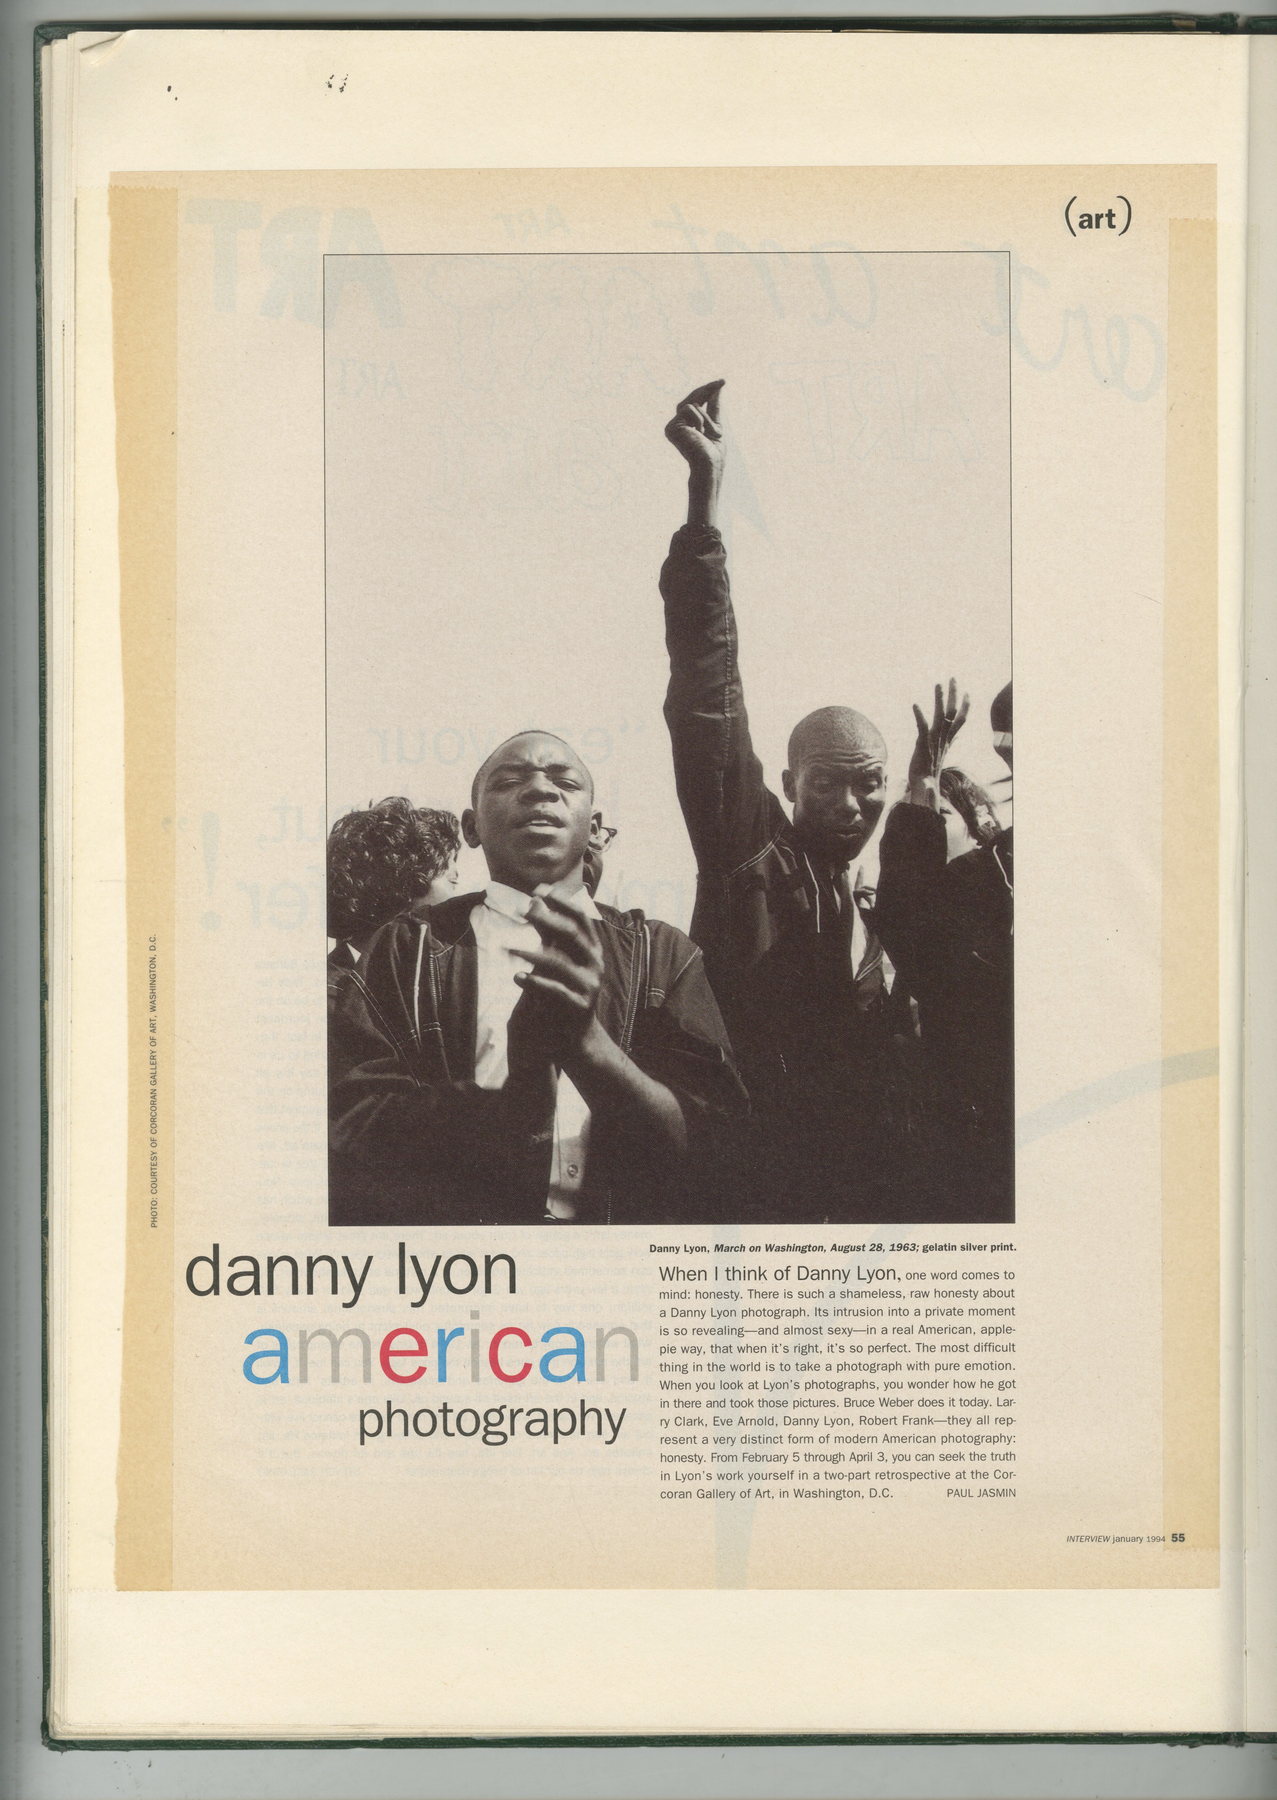 (art)
PHOTO: COURTESY OF CORCORAN GALLERY OF ART, WASHINGTON, D.C.
danny lyon
american
photography
Danny Lyon, March on Washington, August 28, 1963; gelatin silver print.
When I think of Danny Lyon, one word comes to
mind: honesty. There is such a shameless, raw honesty about
a Danny Lyon photograph. Its intrusion into a private moment
is so revealing—and almost sexy—in a real American, apple-
pie way, that when it's right, it's so perfect. The most difficult
thing in the world is to take a photograph with pure emotion.
When you look at Lyon's photographs, you wonder how he got
in there and took those pictures. Bruce Weber does it today. Lar-
ry Clark, Eve Arnold, Danny Lyon, Robert Frank—they all rep-
resent a very distinct form of modern American photography:
honesty. From February 5 through April 3, you can seek the truth
in Lyon's work yourself in a two-part retrospective at the Cor-
coran Gallery of Art, in Washington, D.C. PAUL JASMIN
INTERVIEW january 1994 55